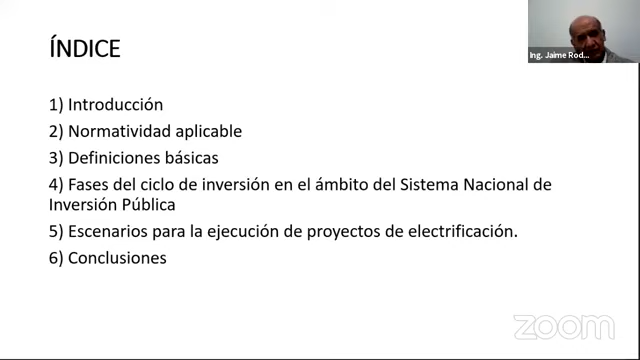 ÍNDICE
Ing. Jaime Rod...
1) Introducción
2) Normatividad aplicable
3) Definiciones básicas
4) Fases del ciclo de inversión en el ámbito del Sistema Nacional de
Inversión Pública
5) Escenarios para la ejecución de proyectos de electrificación.
6) Conclusiones
zoom